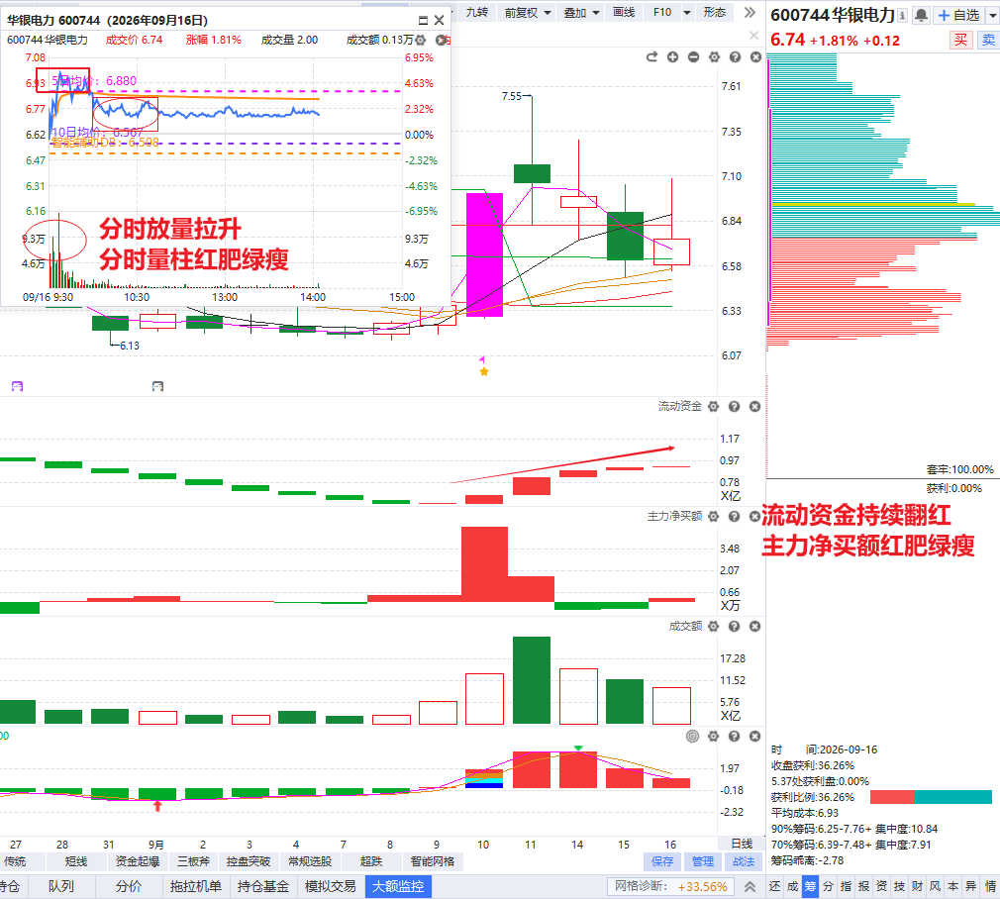 华银电力 600744 (2026年09月16日)
600744 华银电力 成交价 6.74 涨幅 1.81% 成交量 2.00 成交额 0.13万
7.08 6.95%
6.93 5日均价: 6.880 4.63%
6.77 2.32%
6.62 10日均价: 6.567 0.00%
智能辅助DB: 6.508
6.47 -2.32%
6.31 -4.63%
6.16 -6.95%
9.3万 9.3万
4.6万 4.6万
分时放量拉升
分时量柱红肥绿瘦
09/16 9:30 10:30 13:00 14:00 15:00
九转 前复权 叠加 画线 F10 形态
600744 华银电力 自选
6.74 +1.81% +0.12 买 卖
7.55→
7.61
7.35
7.10
6.84
6.58
6.33
6.07
←6.13
流动资金
1.17
0.97
0.78
X亿
套牢:100.00%
获利:0.00%
流动资金持续翻红
主力净买额红肥绿瘦
主力净买额
3.48
2.07
0.66
X万
成交额
17.28
11.52
5.76
X亿
00
1.97
-0.18
-2.32
时 间:2026-09-16
收盘获利:36.26%
5.37处获利盘:0.00%
获利比例:36.26%
平均成本:6.93
90%筹码:6.25-7.76+ 集中度:10.84
70%筹码:6.39-7.48+ 集中度:7.91
筹码乖离:-2.78
27 28 31 9月 2 3 4 7 8 9 10 11 14 15 16 日线
传统 短线 资金起爆 三板斧 控盘突破 常规选股 超跌 智能网格 保存 管理 战法
持仓 队列 分价 拖拉机单 持仓基金 模拟交易 大额监控 网格诊断: +33.56%
还 成 筹 分 指 报 资 技 财 风 本 异 情